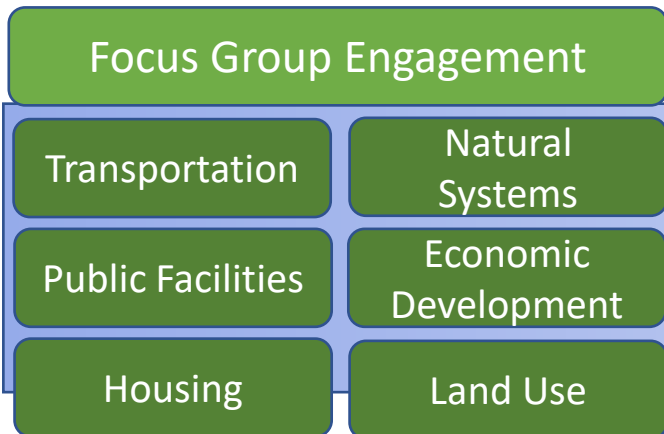 Focus Group Engagement
Transportation
Natural
Systems
Public Facilities
Economic
Development
Housing
Land Use